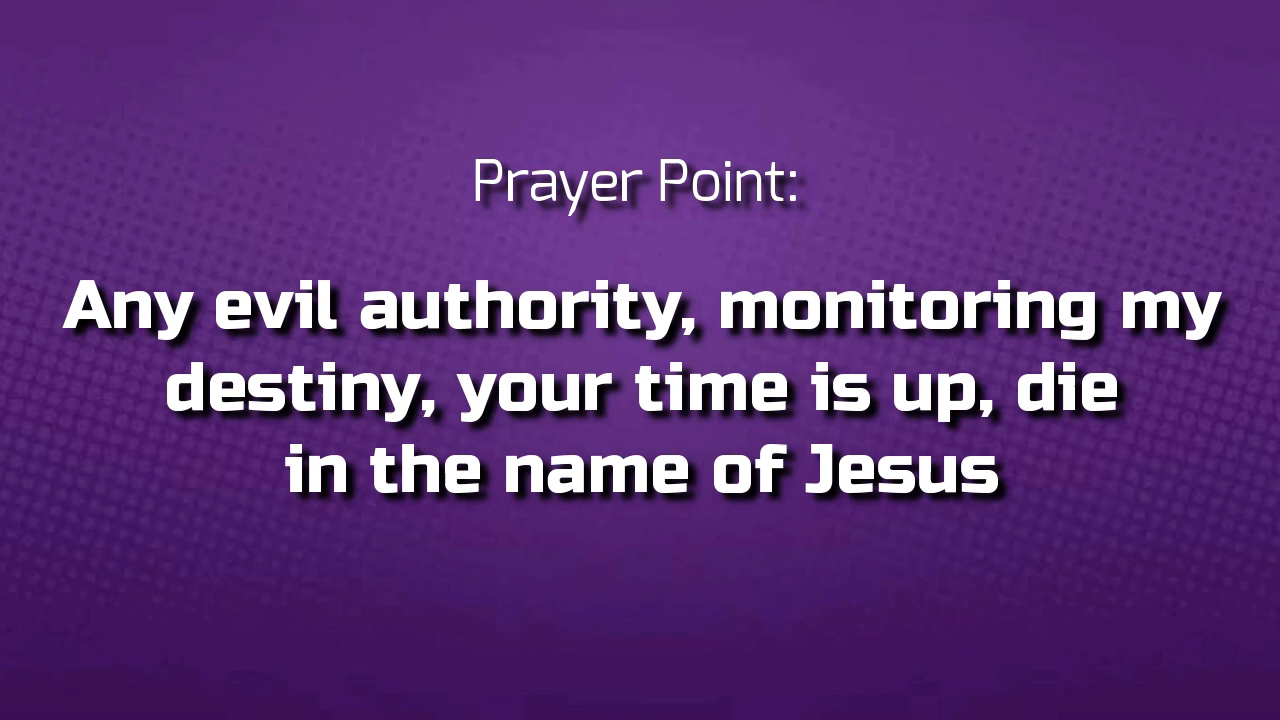 Prayer Point:
Any evil authority, monitoring my
destiny, your time is up, die
in the name of Jesus